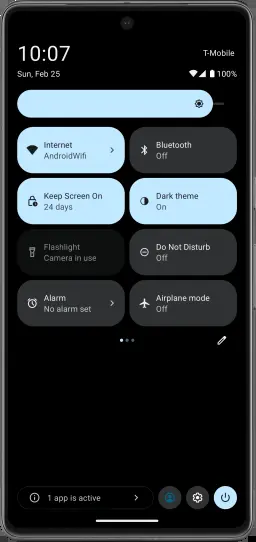 10:07
T-Mobile
Sun, Feb 25
100%
Internet
AndroidWifi
Bluetooth
Off
Keep Screen On
24 days
Dark theme
On
Flashlight
Camera in use
Do Not Disturb
Off
Alarm
No alarm set
Airplane mode
Off
1 app is active